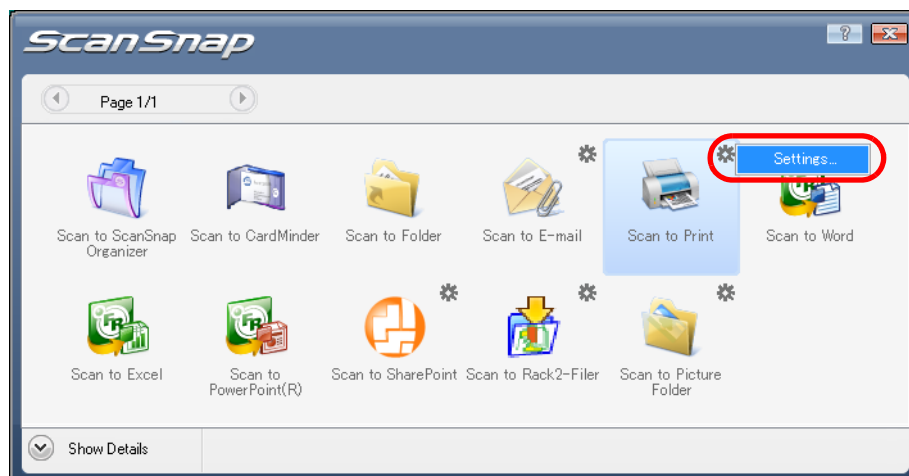 ScanSnap
?
Page 1/1
Settings...
Scan to ScanSnap
Organizer
Scan to CardMinder
Scan to Folder
Scan to E-mail
Scan to Print
Scan to Word
Scan to Excel
Scan to
PowerPoint(R)
Scan to SharePoint
Scan to Rack2-Filer
Scan to Picture
Folder
Show Details